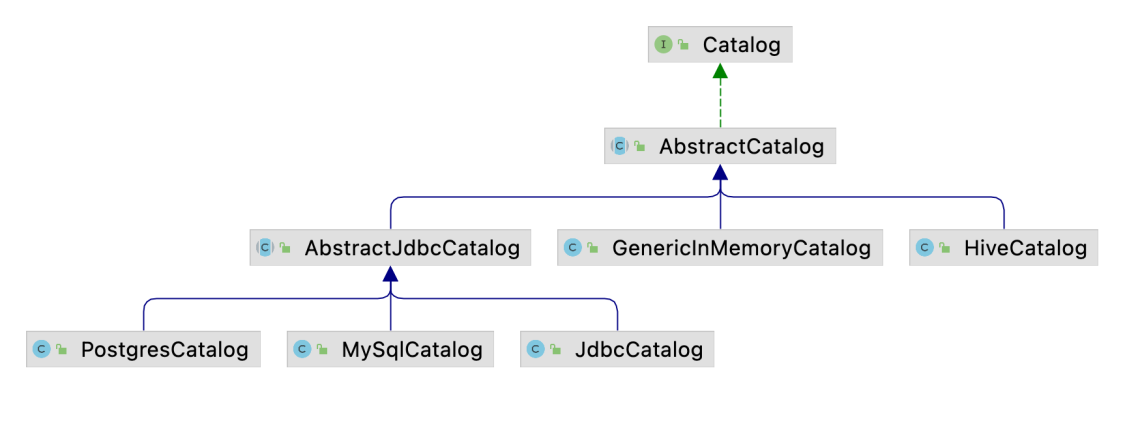 I Catalog
C AbstractCatalog
C AbstractJdbcCatalog
C GenericInMemoryCatalog
C HiveCatalog
C PostgresCatalog
C MySqlCatalog
C JdbcCatalog